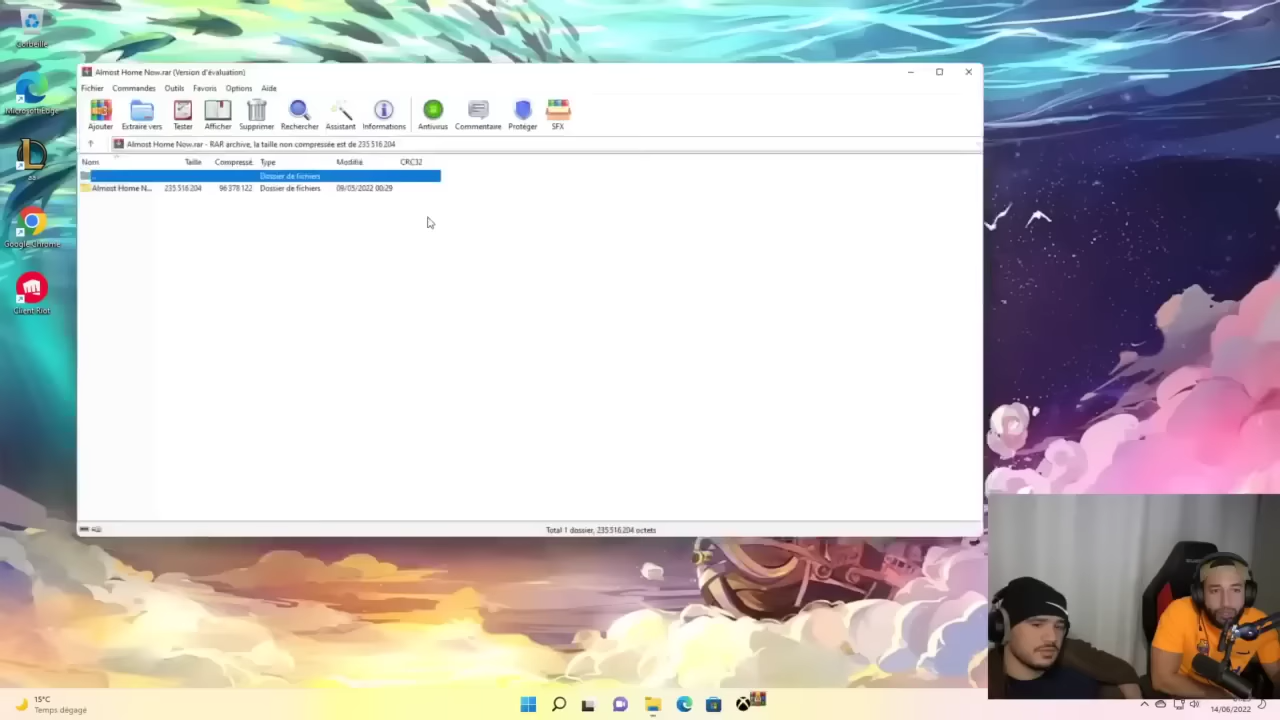 Corbeille
Microsoft Edge
Google Chrome
Client Riot
Almost Home Now.rar (Version d'évaluation)
Fichier Commandes Outils Favoris Options Aide
Ajouter Extraire vers Tester Afficher Supprimer Rechercher Assistant Informations Antivirus Commentaire Protéger SFX
Almost Home Now.rar - RAR archive, la taille non compressée est de 235 516 204
Nom Taille Compressé Type Modifié CRC32
.. Dossier de fichiers
Almost Home N... 235 516 204 96 378 122 Dossier de fichiers 09/05/2022 00:29
Total 1 dossier, 235 516 204 octets
15°C
Temps dégagé
14/06/2022